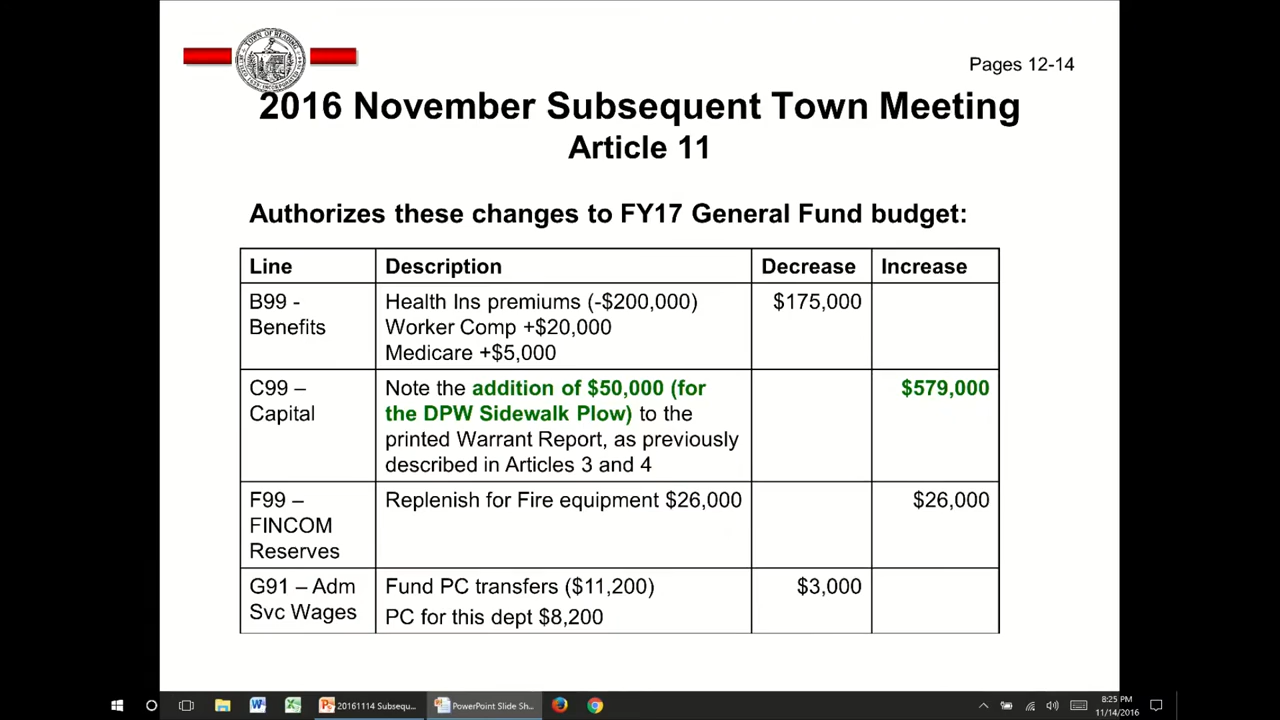 Pages 12-14
2016 November Subsequent Town Meeting
Article 11
Authorizes these changes to FY17 General Fund budget:
Line Description Decrease Increase
B99 - Health Ins premiums (-$200,000) $175,000
Benefits Worker Comp +$20,000
Medicare +$5,000
C99 – Note the addition of $50,000 (for $579,000
Capital the DPW Sidewalk Plow) to the
printed Warrant Report, as previously
described in Articles 3 and 4
F99 – Replenish for Fire equipment $26,000 $26,000
FINCOM
Reserves
G91 – Adm Fund PC transfers ($11,200) $3,000
Svc Wages PC for this dept $8,200
20161114 Subsequ... PowerPoint Slide Sh... 8:25 PM
11/14/2016